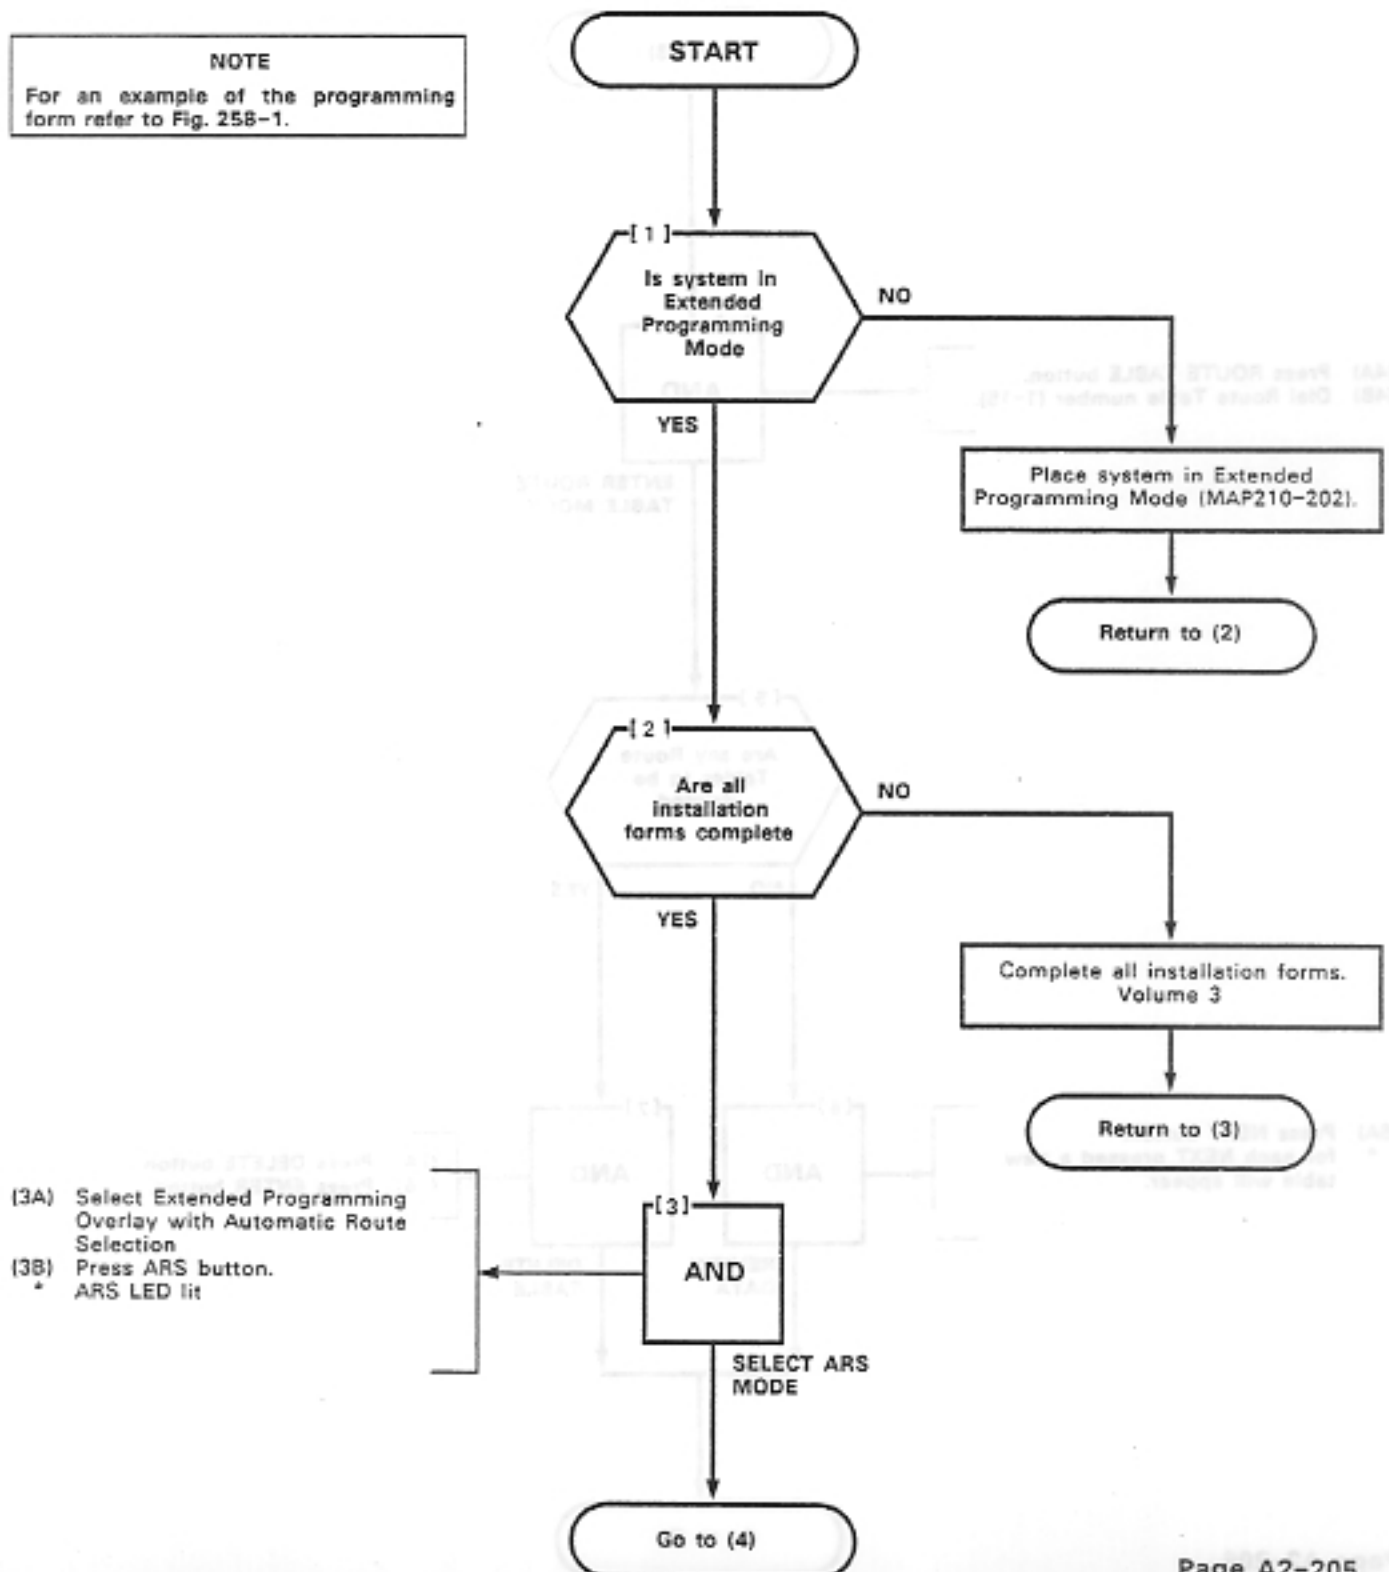 NOTE
For an example of the programming
form refer to Fig. 258-1.
START
[ 1 ]
Is system in
Extended
Programming
Mode
NO
YES
Place system in Extended
Programming Mode (MAP210-202).
Return to (2)
[ 2 ]
Are all
installation
forms complete
NO
YES
Complete all installation forms.
Volume 3
Return to (3)
(3A) Select Extended Programming
Overlay with Automatic Route
Selection
(3B) Press ARS button.
* ARS LED lit
[3]
AND
SELECT ARS
MODE
Go to (4)
Page A2-205